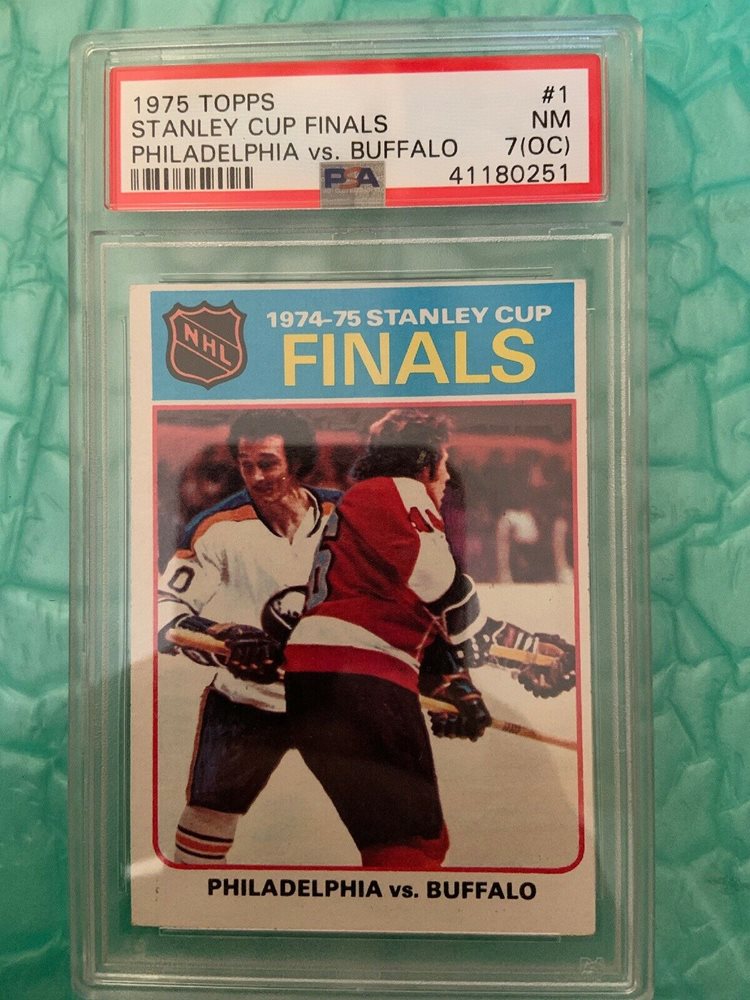 1975 TOPPS #1
STANLEY CUP FINALS NM
PHILADELPHIA vs. BUFFALO 7(OC)
PSA 41180251
NHL
1974-75 STANLEY CUP
FINALS
0
PHILADELPHIA vs. BUFFALO